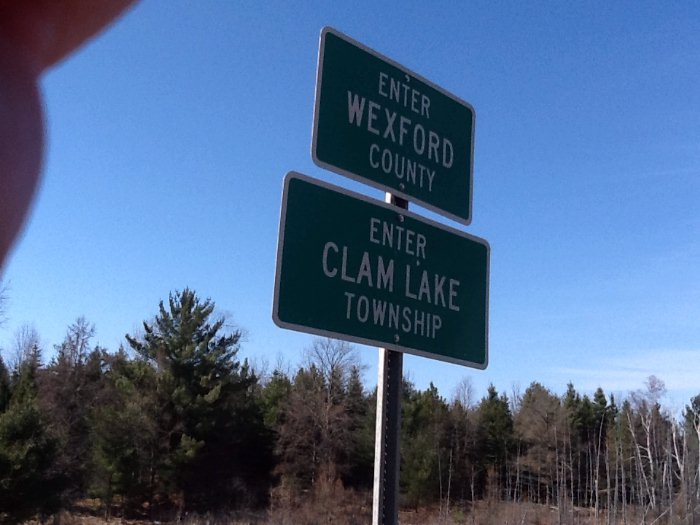 ENTER
WEXFORD
COUNTY
ENTER
CLAM LAKE
TOWNSHIP